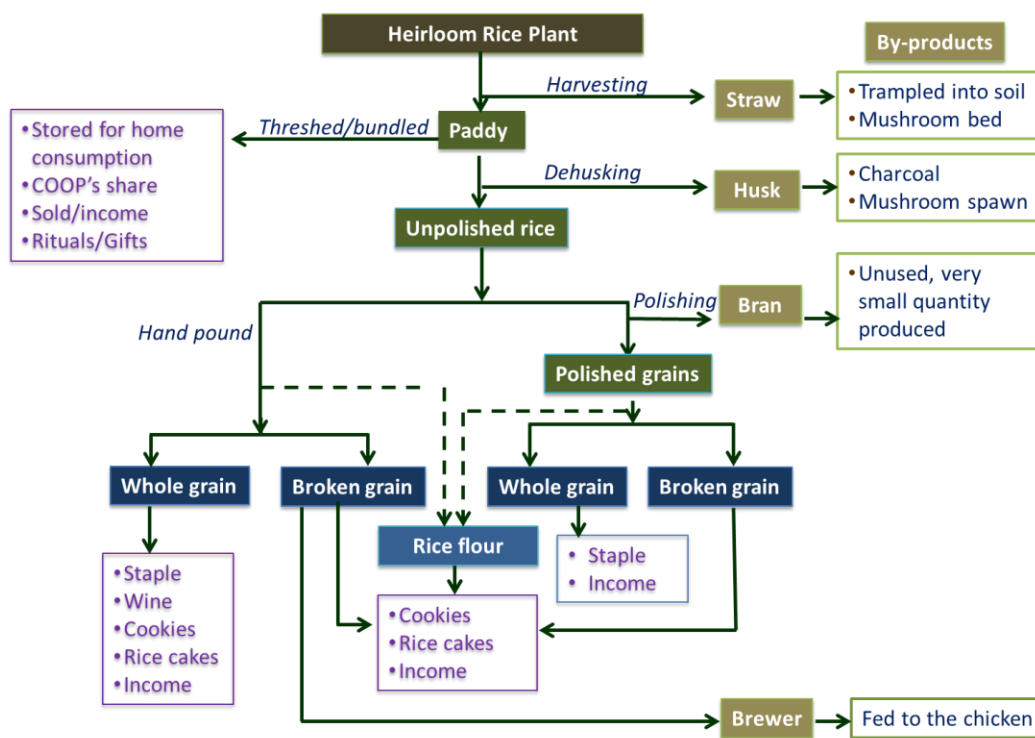 Heirloom Rice Plant
By-products
Harvesting
Straw
• Trampled into soil
• Mushroom bed
Threshed/bundled
Paddy
• Stored for home
consumption
• COOP's share
• Sold/income
• Rituals/Gifts
Dehusking
Husk
• Charcoal
• Mushroom spawn
Unpolished rice
Hand pound
Polishing
Bran
• Unused, very
small quantity
produced
Polished grains
Whole grain
Broken grain
Whole grain
Broken grain
Rice flour
• Staple
• Wine
• Cookies
• Rice cakes
• Income
• Cookies
• Rice cakes
• Income
• Staple
• Income
Brewer
Fed to the chicken